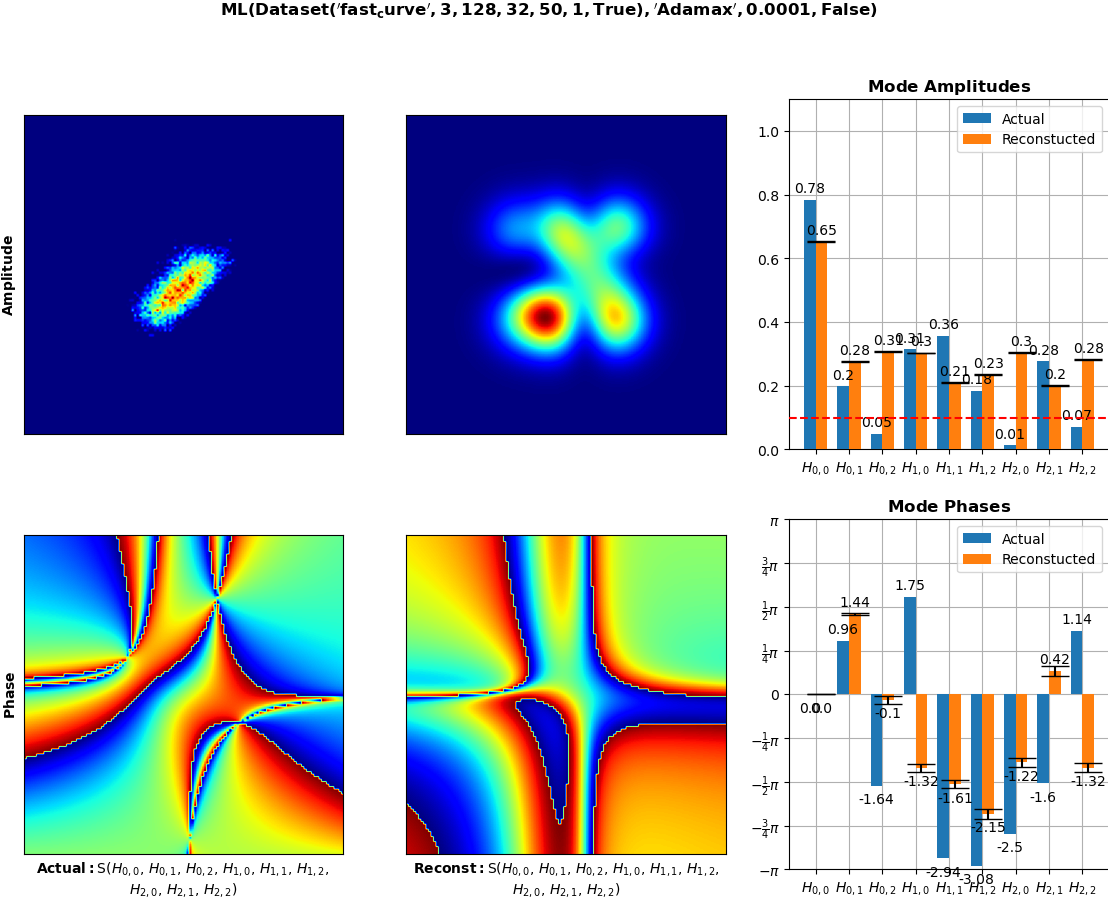 ML(Dataset('fast_curve', 3, 128, 32, 50, 1, True), 'Adamax', 0.0001, False)
Amplitude
Mode Amplitudes
Actual
Reconstucted
1.0
0.8
0.6
0.4
0.2
0.0
0.78
0.65
0.2
0.28
0.05
0.31
0.31
0.3
0.36
0.21
0.18
0.23
0.01
0.3
0.28
0.2
0.07
0.28
H0,0 H0,1 H0,2 H1,0 H1,1 H1,2 H2,0 H2,1 H2,2
Phase
Actual: S(H0,0, H0,1, H0,2, H1,0, H1,1, H1,2,
H2,0, H2,1, H2,2)
Reconst: S(H0,0, H0,1, H0,2, H1,0, H1,1, H1,2,
H2,0, H2,1, H2,2)
Mode Phases
Actual
Reconstucted
π
3/4π
1/2π
1/4π
0
−1/4π
−1/2π
−3/4π
−π
0.0
0.0
0.96
1.44
-1.64
-0.1
1.75
-1.32
-2.94
-1.61
-3.08
-2.15
-2.5
-1.22
-1.6
0.42
1.14
-1.32
H0,0 H0,1 H0,2 H1,0 H1,1 H1,2 H2,0 H2,1 H2,2